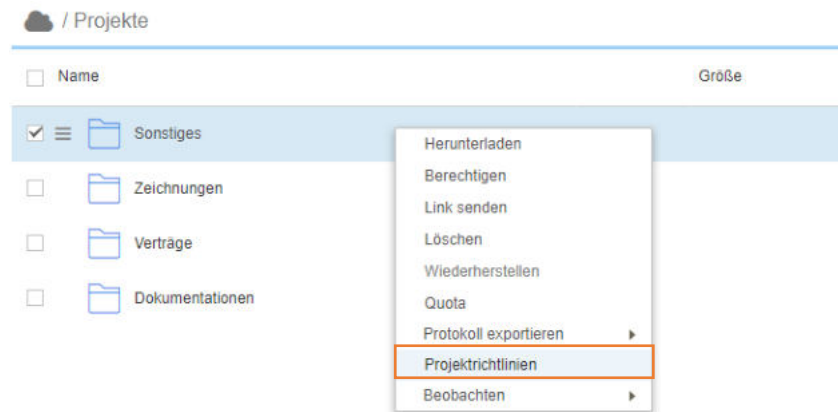 / Projekte
Name Größe
Sonstiges
Zeichnungen
Verträge
Dokumentationen
Herunterladen
Berechtigen
Link senden
Löschen
Wiederherstellen
Quota
Protokoll exportieren
Projektrichtlinien
Beobachten